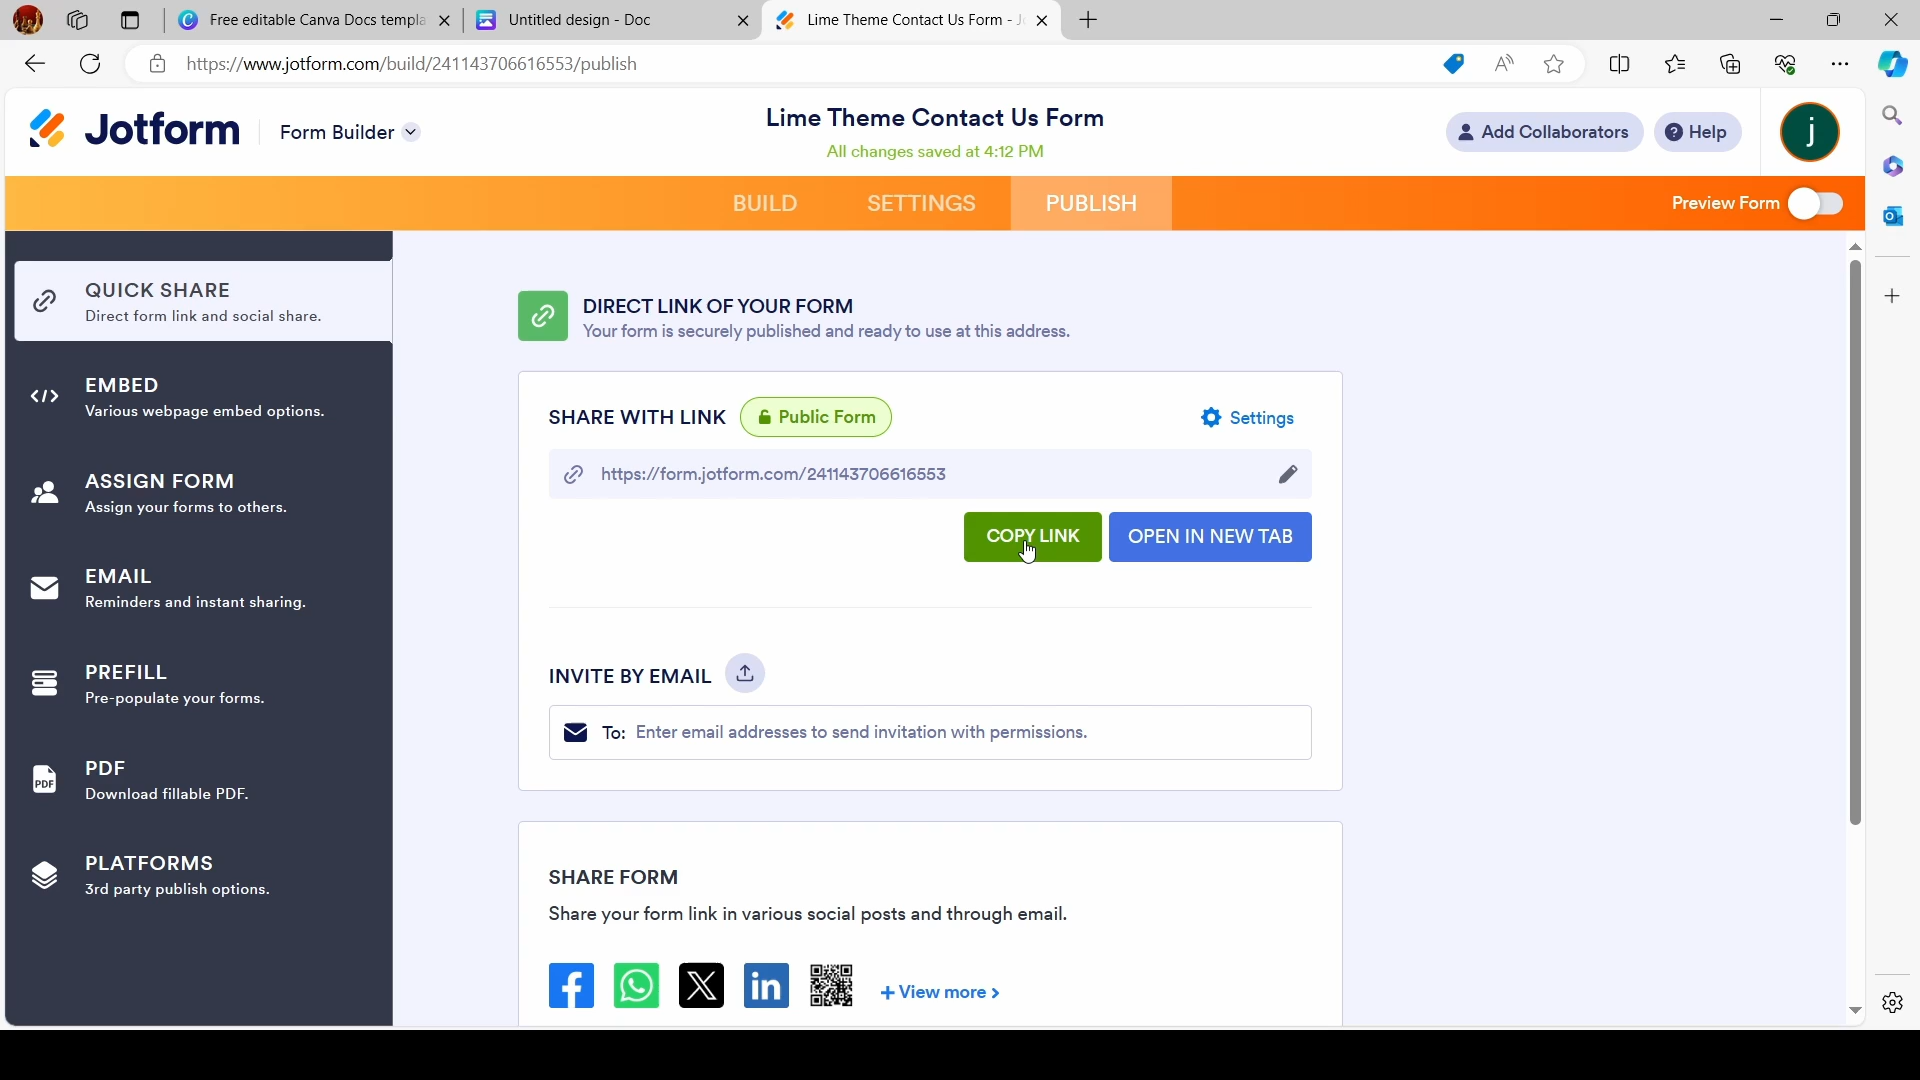 Free editable Canva Docs templa
Untitled design - Doc
Lime Theme Contact Us Form - J
https://www.jotform.com/build/241143706616553/publish
Jotform
Form Builder
Lime Theme Contact Us Form
All changes saved at 4:12 PM
Add Collaborators
Help
j
BUILD
SETTINGS
PUBLISH
Preview Form
QUICK SHARE
Direct form link and social share.
EMBED
Various webpage embed options.
ASSIGN FORM
Assign your forms to others.
EMAIL
Reminders and instant sharing.
PREFILL
Pre-populate your forms.
PDF
PDF
Download fillable PDF.
PLATFORMS
3rd party publish options.
DIRECT LINK OF YOUR FORM
Your form is securely published and ready to use at this address.
SHARE WITH LINK
Public Form
Settings
https://form.jotform.com/241143706616553
COPY LINK
OPEN IN NEW TAB
INVITE BY EMAIL
To: Enter email addresses to send invitation with permissions.
SHARE FORM
Share your form link in various social posts and through email.
+ View more >